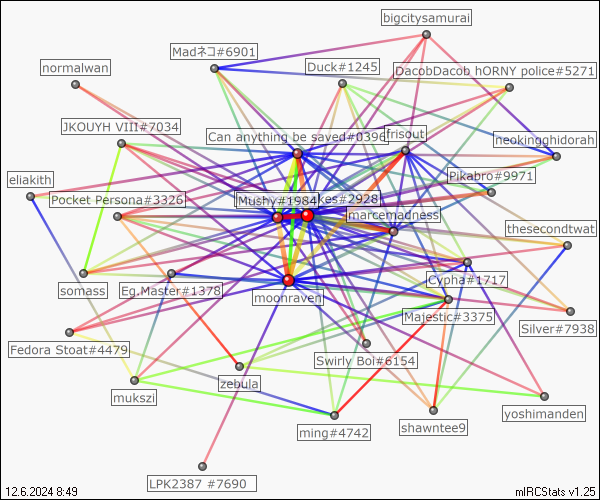 bigcitysamurai
Madネコ#6901
normalwan
Duck#1245
DacobDacob hORNY police#5271
JKOUYH VIII#7034
Can anything be saved#0396
frisout
neokingghidorah
eliakith
Pikabro#9971
Pocket Persona#3326
Mushy#1984
kes#2928
marcemadness
thesecondtwat
somass
Eg.Master#1378
moonraven
Cypha#1717
Majestic#3375
Silver#7938
Fedora Stoat#4479
Swirly Boi#6154
zebula
mukszi
yoshimanden
ming#4742
shawntee9
LPK2387 #7690
12.6.2024 8:49
mIRCStats v1.25